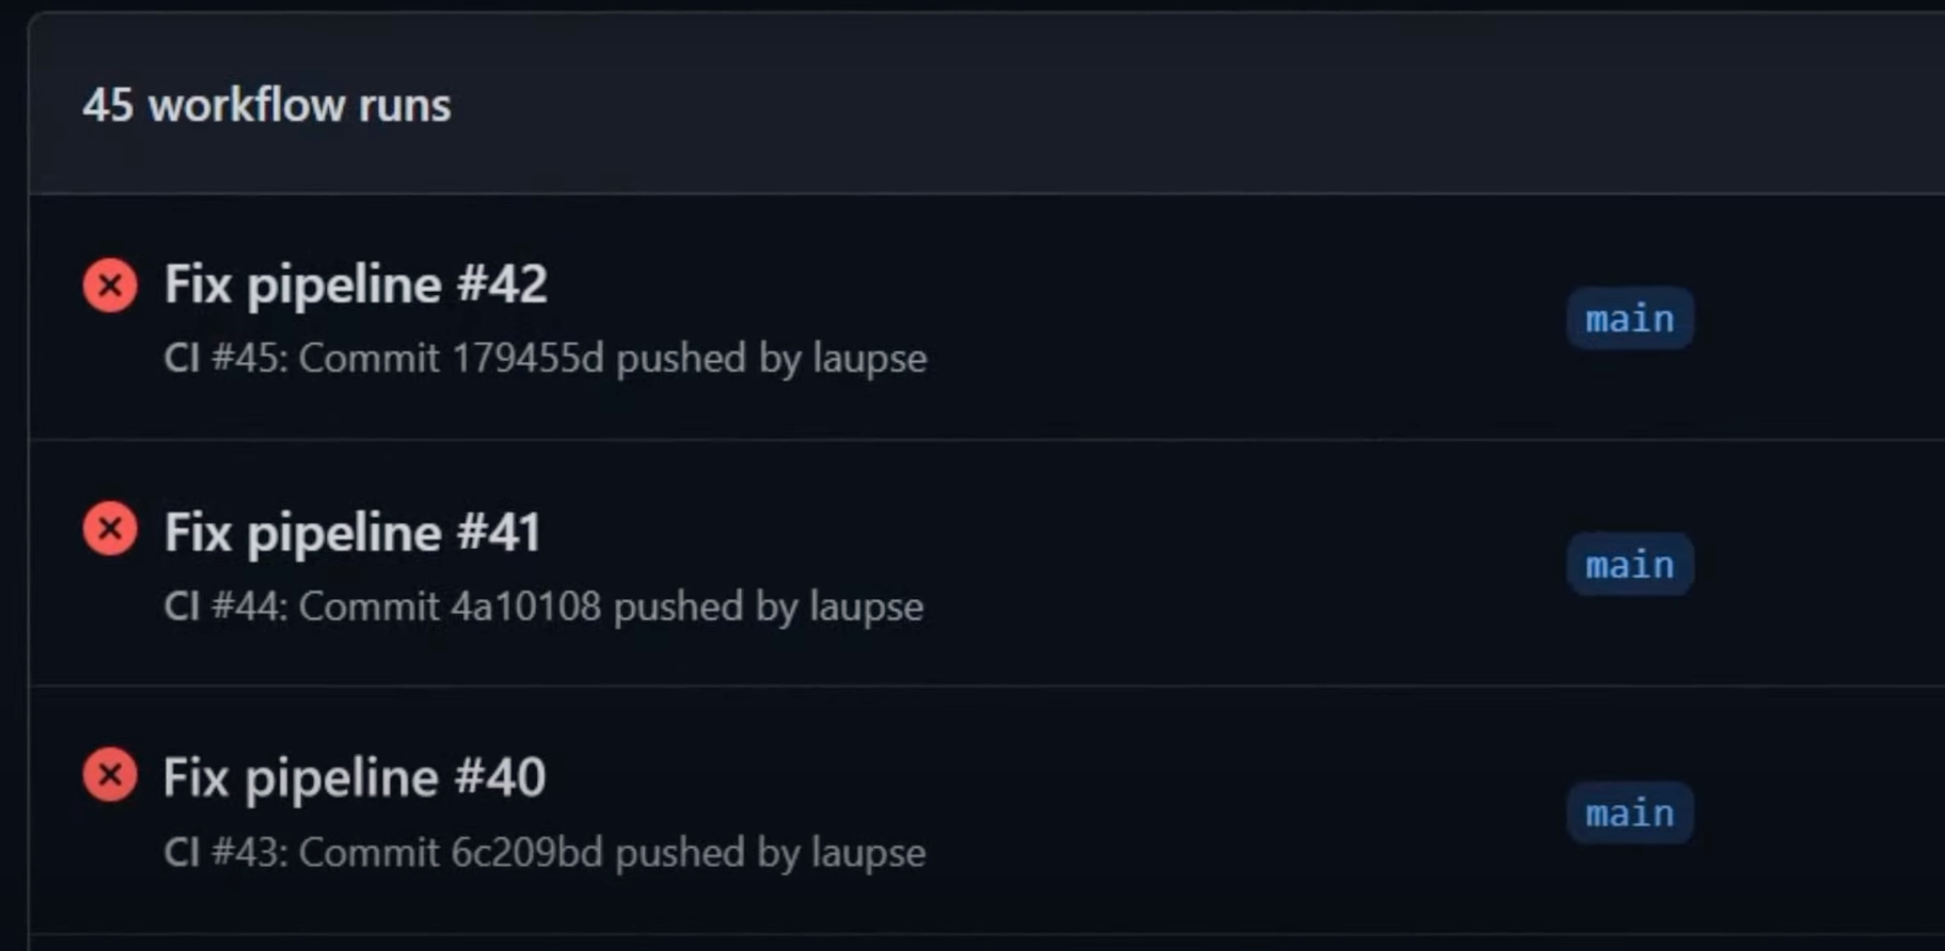 45 workflow runs
Fix pipeline #42
CI #45: Commit 179455d pushed by laupse
main
Fix pipeline #41
CI #44: Commit 4a10108 pushed by laupse
main
Fix pipeline #40
CI #43: Commit 6c209bd pushed by laupse
main